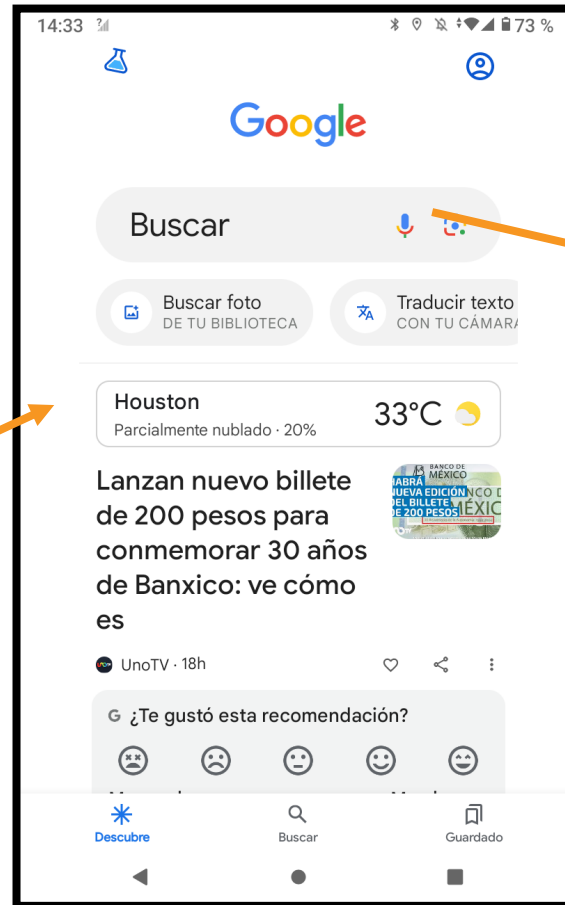 14:33
73 %
Google
Buscar
Buscar foto
DE TU BIBLIOTECA
Traducir texto
CON TU CÁMARA
Houston
Parcialmente nublado · 20%
33°C
Lanzan nuevo billete
de 200 pesos para
conmemorar 30 años
de Banxico: ve cómo
es
BANCO DE
MÉXICO
HABRÁ
NUEVA EDICIÓN
DEL BILLETE
DE 200 PESOS
UnoTV · 18h
G ¿Te gustó esta recomendación?
Descubre
Buscar
Guardado